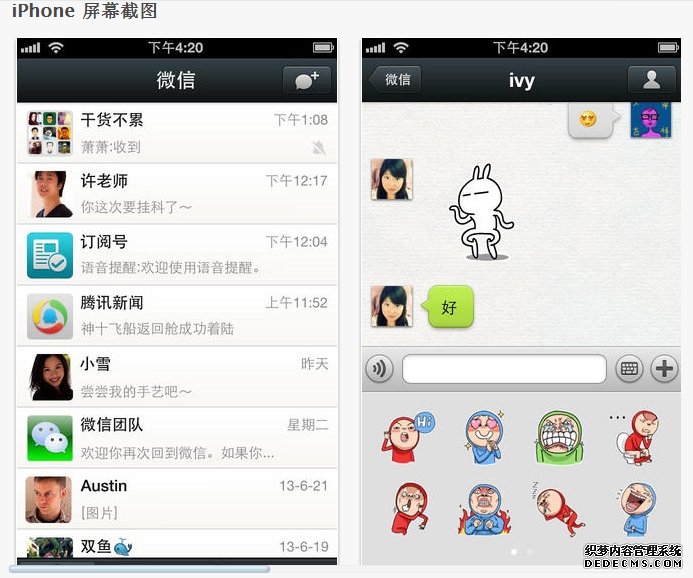 iPhone 屏幕截图
下午4:20
微信
干货不累
下午1:08
萧萧:收到
许老师
下午12:17
你这次要挂科了～
订阅号
下午12:04
语音提醒:欢迎使用语音提醒。
腾讯新闻
上午11:52
神十飞船返回舱成功着陆
小雪
昨天
尝尝我的手艺吧～
微信团队
星期二
欢迎你再次回到微信。如果你...
Austin
13-6-21
[图片]
双鱼
13-6-19
下午4:20
微信
ivy
好
Hi
...
ZZZ
织梦内容管理系统
DEDECMS.COM